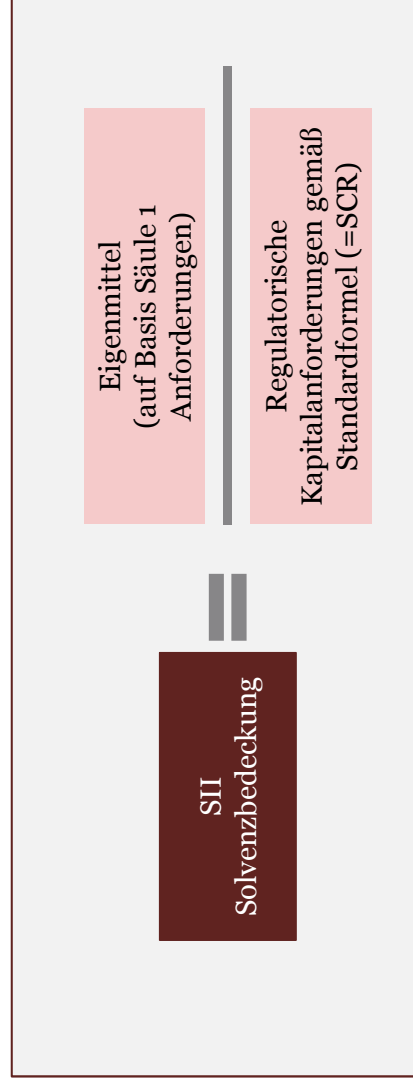 SII
Solvenzbedeckung
Eigenmittel
(auf Basis Säule 1
Anforderungen)
Regulatorische
Kapitalanforderungen gemäß
Standardformel (=SCR)